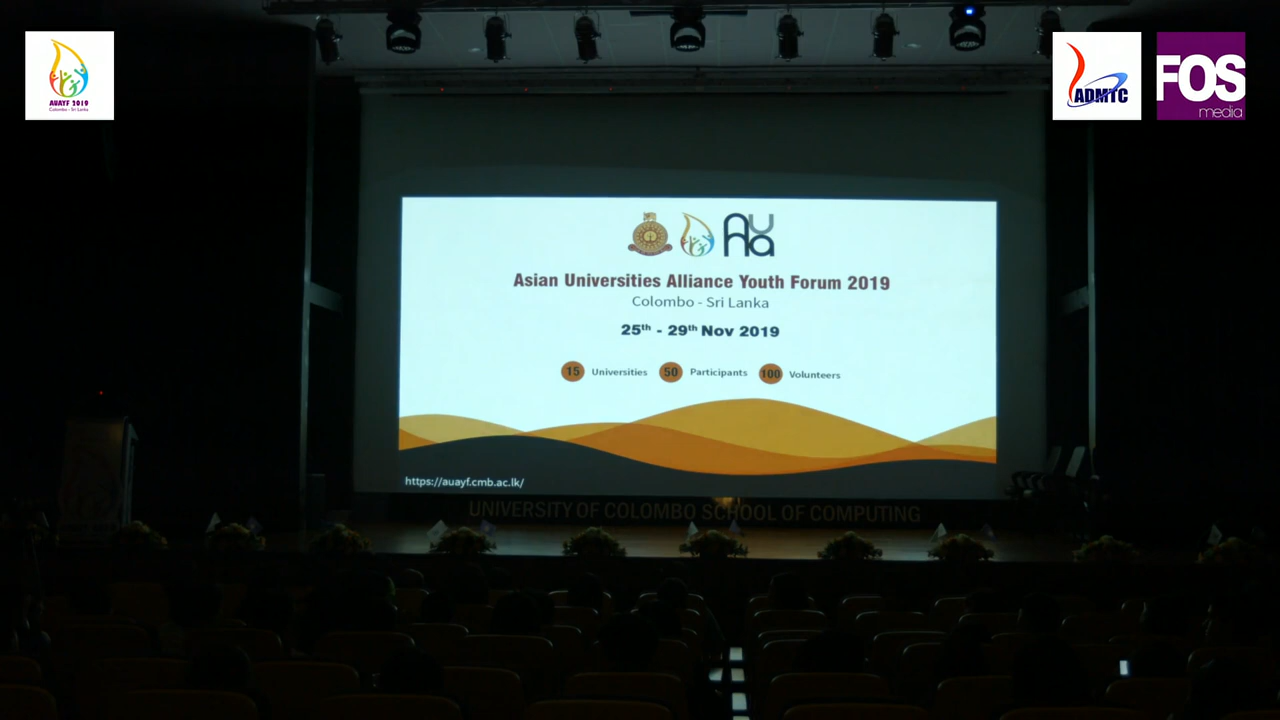 AUAYF 2019
Colombo - Sri Lanka
ADMTC
FOS
media
AUAa
Asian Universities Alliance Youth Forum 2019
Colombo - Sri Lanka
25th - 29th Nov 2019
15 Universities 50 Participants 100 Volunteers
https://auayf.cmb.ac.lk/
UNIVERSITY OF COLOMBO SCHOOL OF COMPUTING